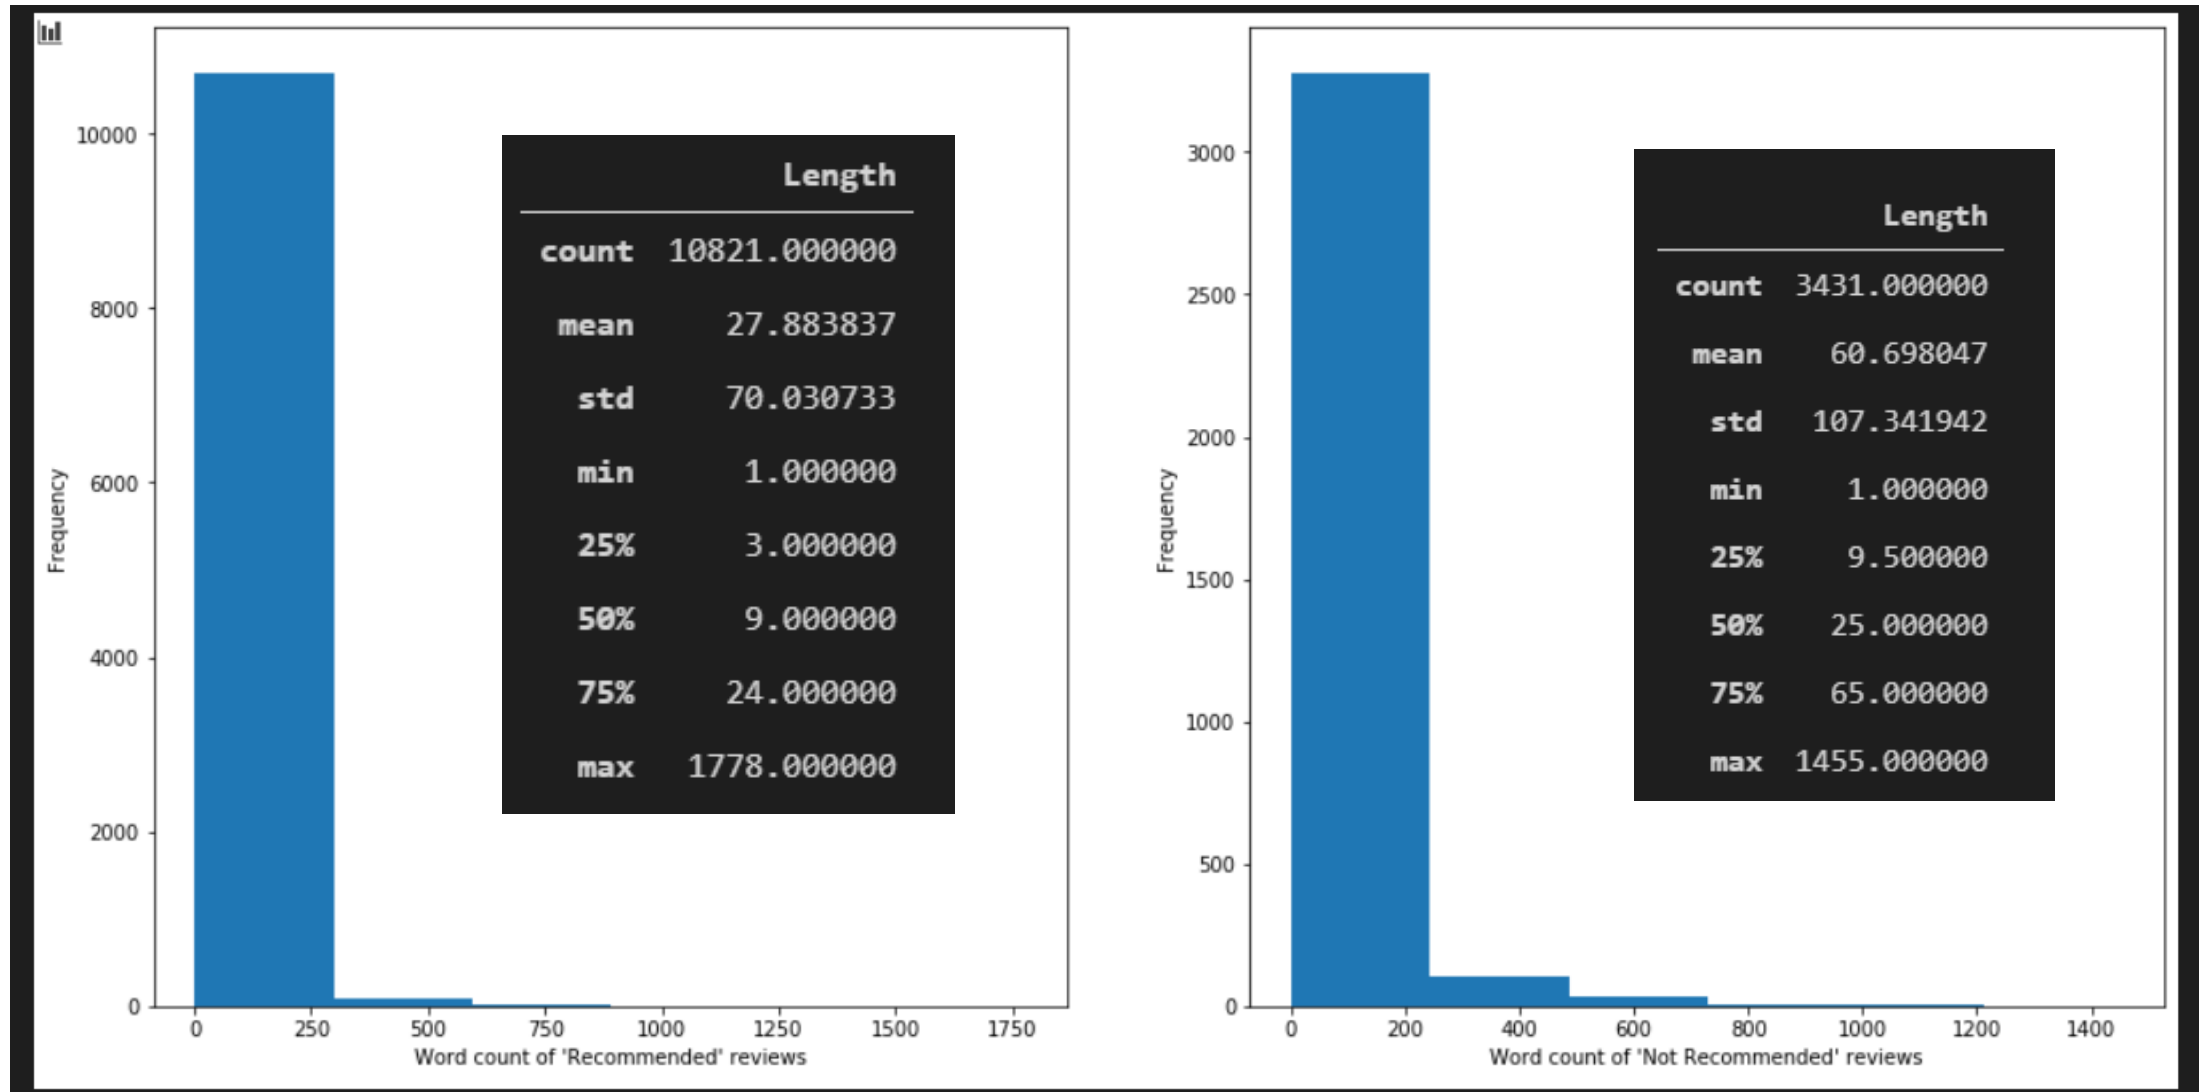 10000
8000
6000
4000
2000
0
Frequency
0 250 500 750 1000 1250 1500 1750
Word count of 'Recommended' reviews
Length
count 10821.000000
mean 27.883837
std 70.030733
min 1.000000
25% 3.000000
50% 9.000000
75% 24.000000
max 1778.000000
3000
2500
2000
1500
1000
500
0
Frequency
0 200 400 600 800 1000 1200 1400
Word count of 'Not Recommended' reviews
Length
count 3431.000000
mean 60.698047
std 107.341942
min 1.000000
25% 9.500000
50% 25.000000
75% 65.000000
max 1455.000000